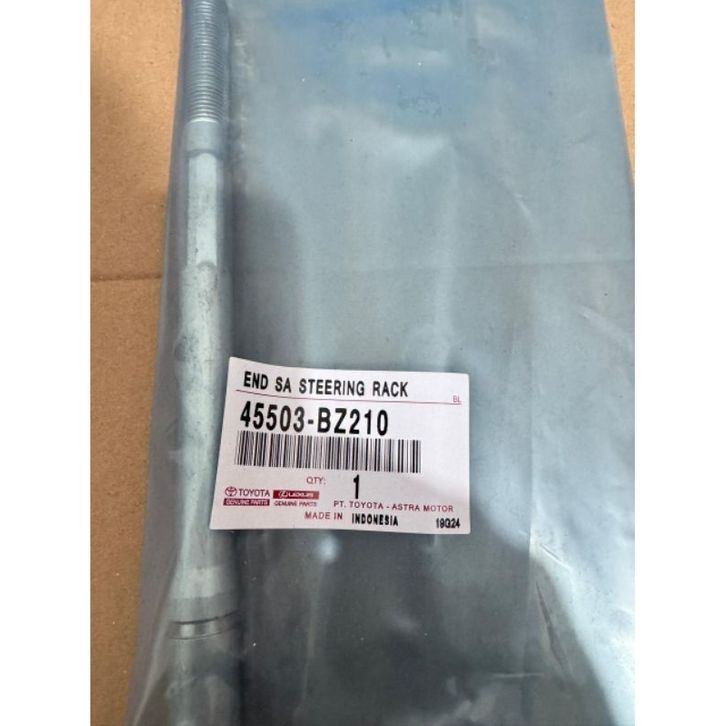 END SA STEERING RACK
BL
45503-BZ210
QTY: 1
TOYOTA LEXUS
GENUINE PARTS GENUINE PARTS
PT. TOYOTA - ASTRA MOTOR
MADE IN INDONESIA 19G24